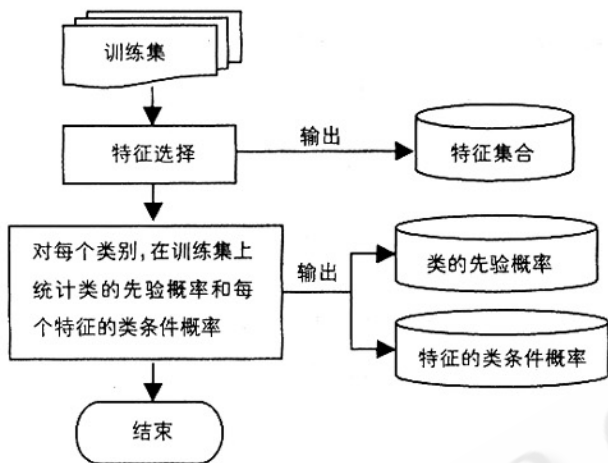 训练集
特征选择
输出
特征集合
对每个类别,在训练集上
统计类的先验概率和每
个特征的类条件概率
输出
类的先验概率
特征的类条件概率
结束